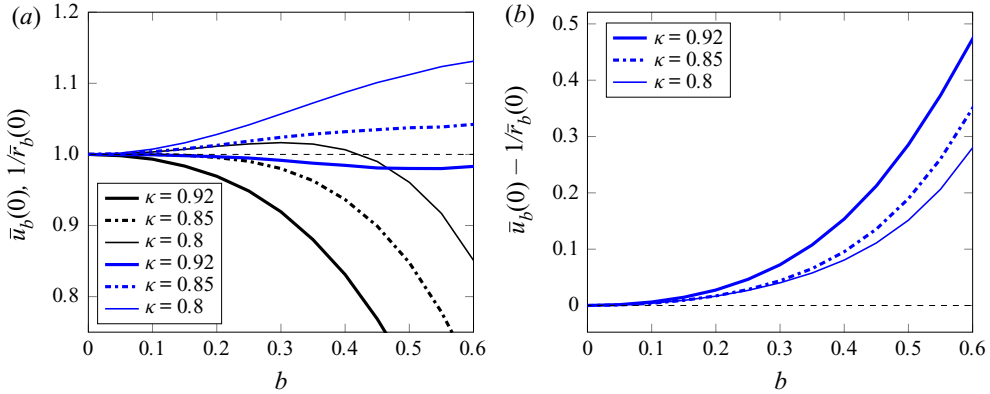 (a)
1.2
1.1
1.0
0.9
0.8
κ = 0.92
κ = 0.85
κ = 0.8
κ = 0.92
κ = 0.85
κ = 0.8
0 0.1 0.2 0.3 0.4 0.5 0.6
b
ū_b(0), 1/r̄_b(0)
(b)
0.5
0.4
0.3
0.2
0.1
0
κ = 0.92
κ = 0.85
κ = 0.8
0 0.1 0.2 0.3 0.4 0.5 0.6
b
ū_b(0) − 1/r̄_b(0)